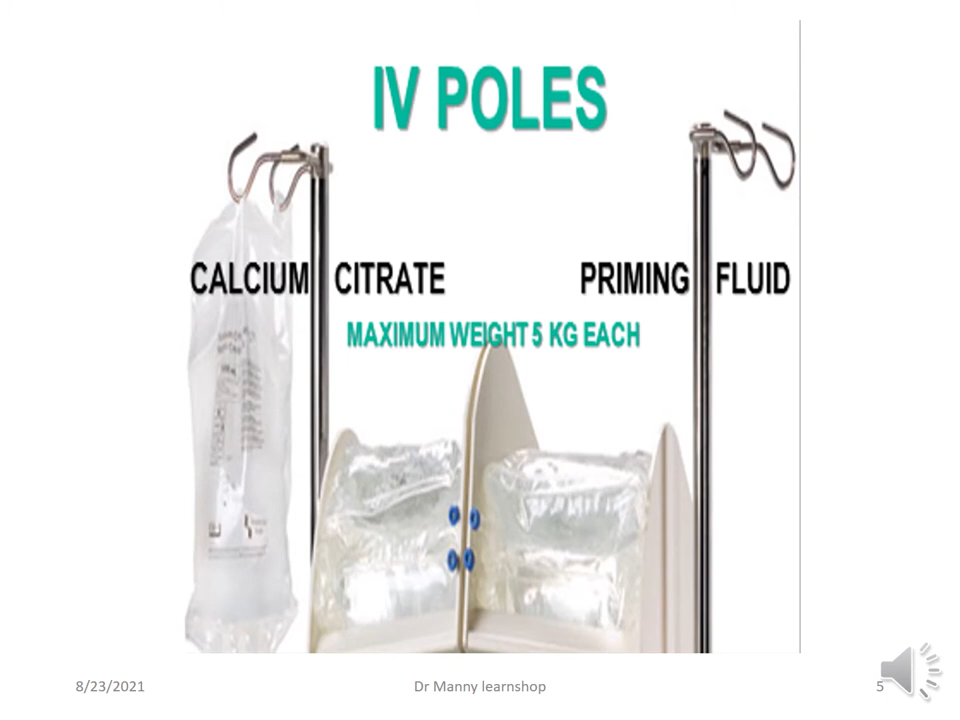 IV POLES
CALCIUM CITRATE PRIMING FLUID
MAXIMUM WEIGHT 5 KG EACH
8/23/2021 Dr Manny learnshop 5